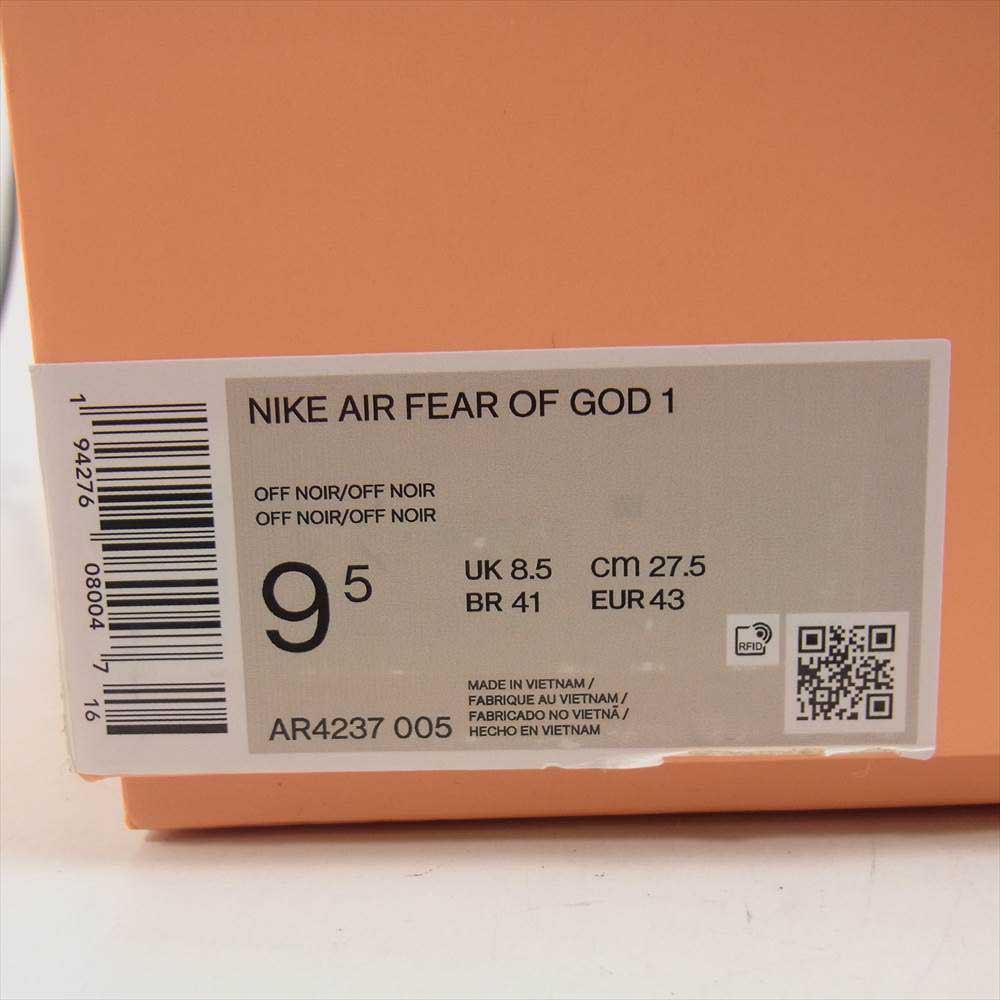 NIKE AIR FEAR OF GOD 1
OFF NOIR/OFF NOIR
OFF NOIR/OFF NOIR
9 5
UK 8.5 cm 27.5
BR 41 EUR 43
RFID
AR4237 005
MADE IN VIETNAM /
FABRIQUE AU VIETNAM /
FABRICADO NO VIETNÃ /
HECHO EN VIETNAM
1 94276 08004 7 16